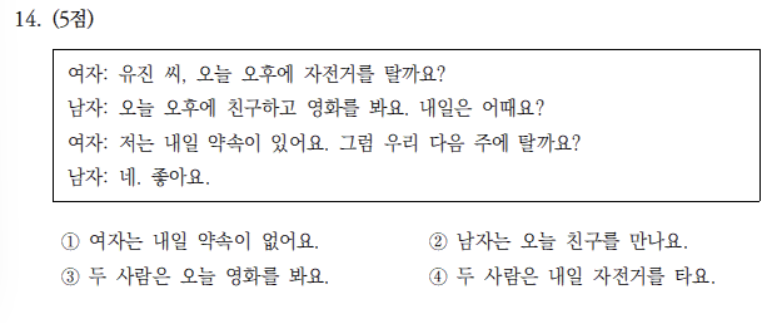 14. (5점)
여자: 유진 씨, 오늘 오후에 자전거를 탈까요?
남자: 오늘 오후에 친구하고 영화를 봐요. 내일은 어때요?
여자: 저는 내일 약속이 있어요. 그럼 우리 다음 주에 탈까요?
남자: 네. 좋아요.
① 여자는 내일 약속이 없어요. ② 남자는 오늘 친구를 만나요.
③ 두 사람은 오늘 영화를 봐요. ④ 두 사람은 내일 자전거를 타요.